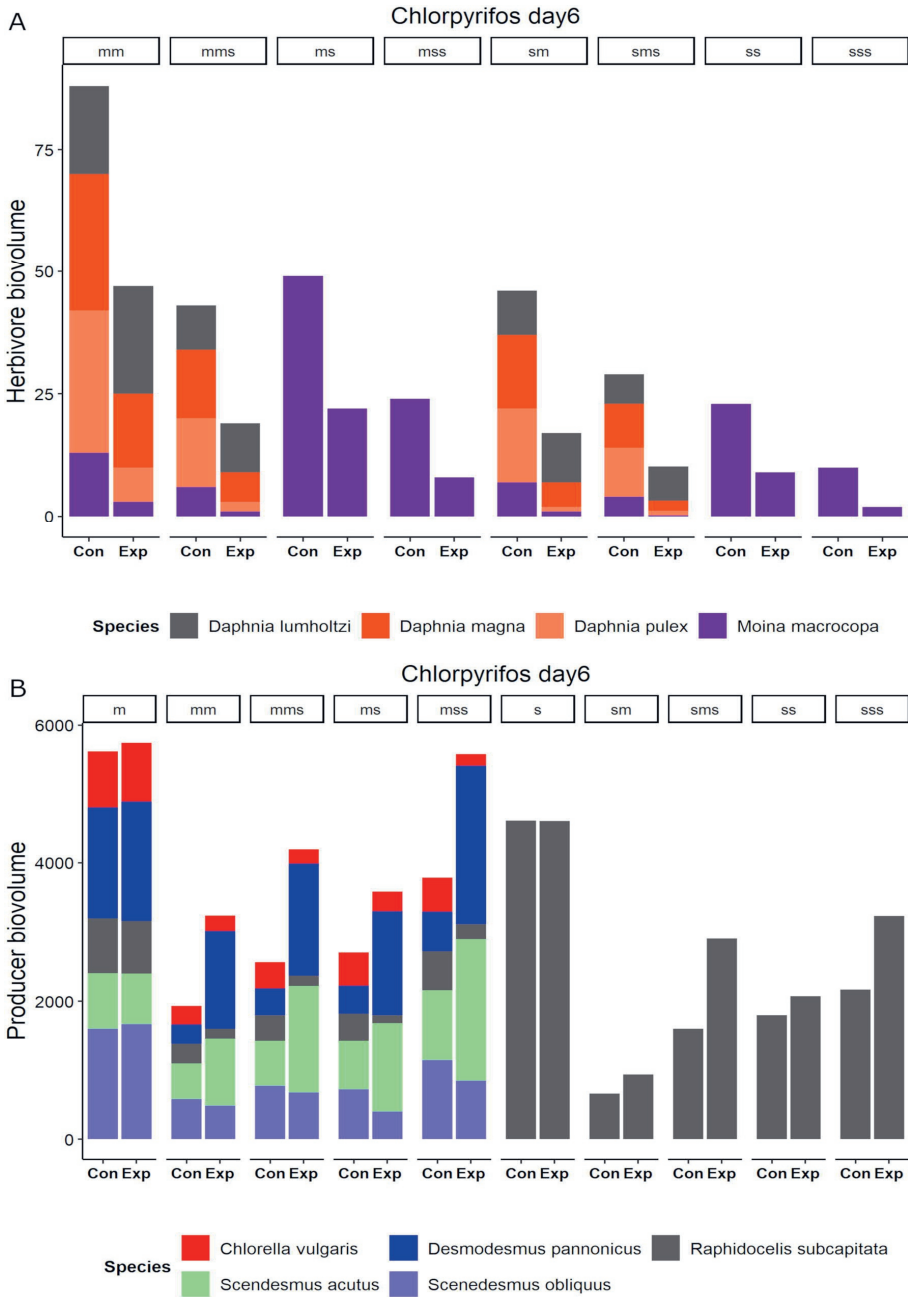 A
Chlorpyrifos day6
mm mms ms mss sm sms ss sss
Herbivore biovolume
75
50
25
0
Con Exp Con Exp Con Exp Con Exp Con Exp Con Exp Con Exp Con Exp
Species Daphnia lumholtzi Daphnia magna Daphnia pulex Moina macrocopa
B
Chlorpyrifos day6
m mm mms ms mss s sm sms ss sss
Producer biovolume
6000
4000
2000
0
Con Exp Con Exp Con Exp Con Exp Con Exp Con Exp Con Exp Con Exp Con Exp Con Exp
Species
Chlorella vulgaris Desmodesmus pannonicus Raphidocelis subcapitata
Scendesmus acutus Scenedesmus obliquus